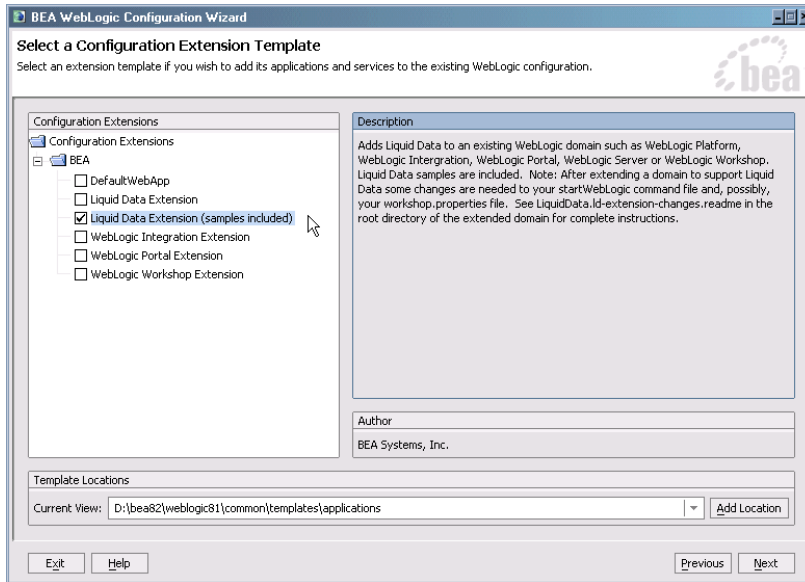 BEA WebLogic Configuration Wizard
Select a Configuration Extension Template
Select an extension template if you wish to add its applications and services to the existing WebLogic configuration.
bea
Configuration Extensions
Configuration Extensions
BEA
DefaultWebApp
Liquid Data Extension
Liquid Data Extension (samples included)
WebLogic Integration Extension
WebLogic Portal Extension
WebLogic Workshop Extension
Description
Adds Liquid Data to an existing WebLogic domain such as WebLogic Platform,
WebLogic Intergration, WebLogic Portal, WebLogic Server or WebLogic Workshop.
Liquid Data samples are included.  Note: After extending a domain to support Liquid
Data some changes are needed to your startWebLogic command file and, possibly,
your workshop.properties file.  See LiquidData.ld-extension-changes.readme in the
root directory of the extended domain for complete instructions.
Author
BEA Systems, Inc.
Template Locations
Current View: D:\bea82\weblogic81\common\templates\applications Add Location
Exit Help Previous Next